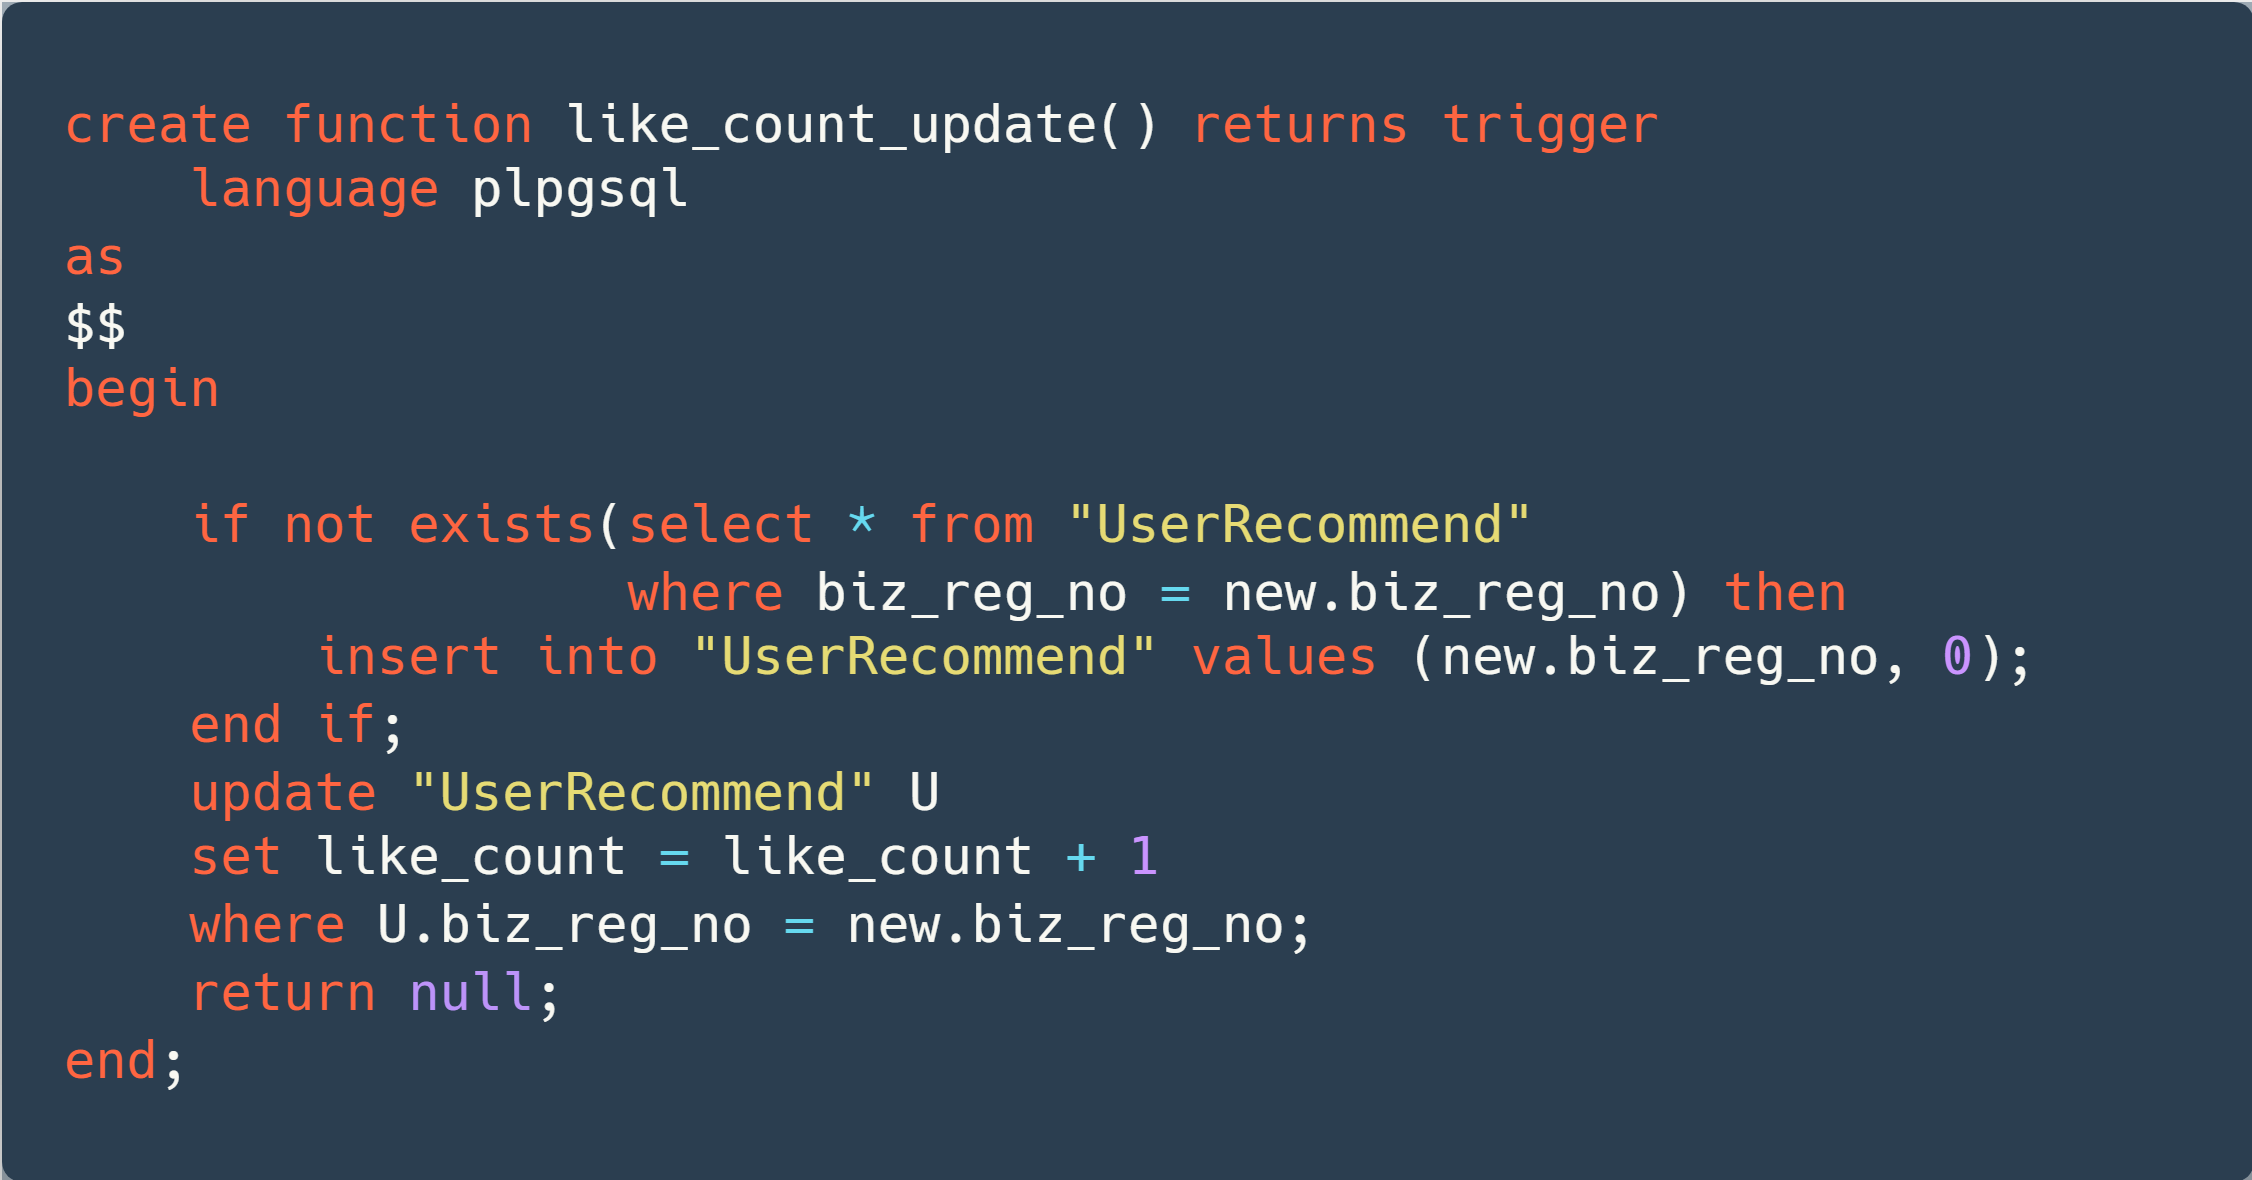 create function like_count_update() returns trigger
    language plpgsql
as
$$
begin

    if not exists(select * from "UserRecommend"
                  where biz_reg_no = new.biz_reg_no) then
        insert into "UserRecommend" values (new.biz_reg_no, 0);
    end if;
    update "UserRecommend" U
    set like_count = like_count + 1
    where U.biz_reg_no = new.biz_reg_no;
    return null;
end;